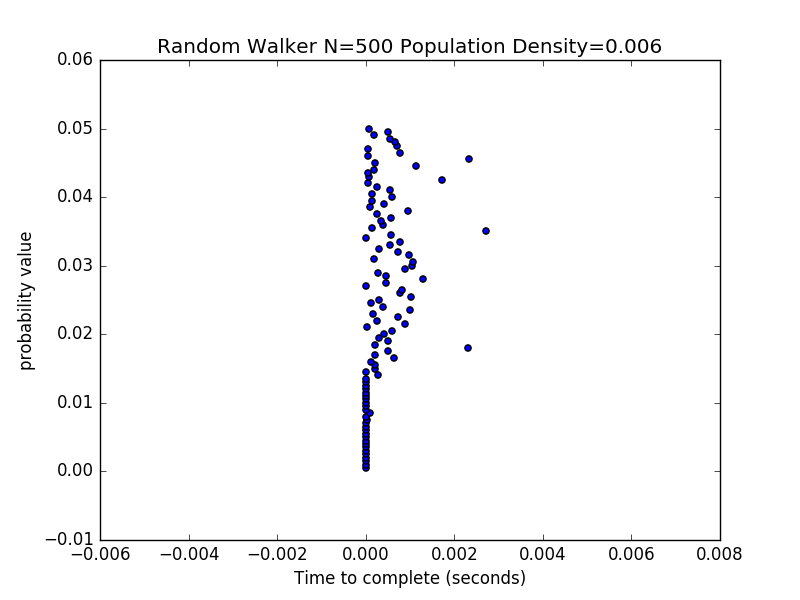 Random Walker N=500 Population Density=0.006
0.06
0.05
0.04
0.03
0.02
0.01
0.00
−0.01
probability value
−0.006 −0.004 −0.002 0.000 0.002 0.004 0.006 0.008
Time to complete (seconds)